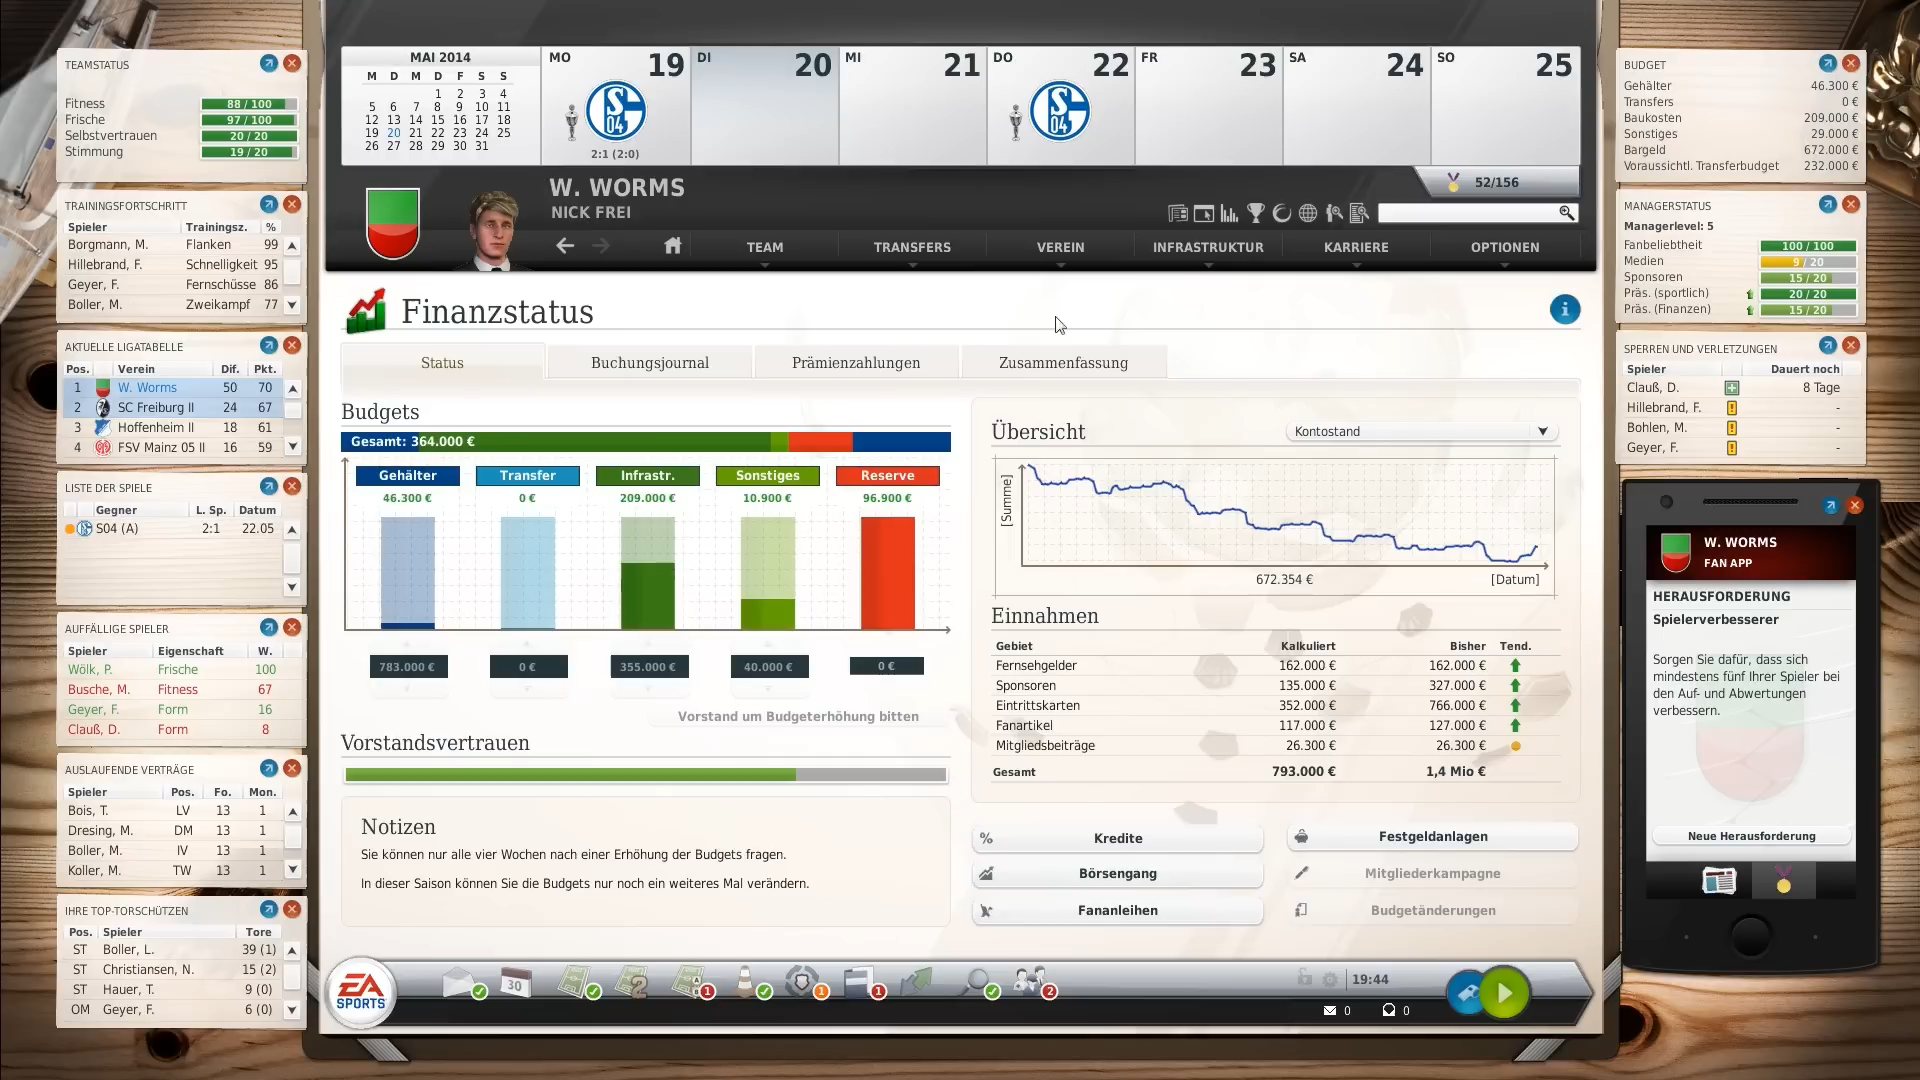 TEAMSTATUS
Fitness 88 / 100
Frische 97 / 100
Selbstvertrauen 20 / 20
Stimmung 19 / 20
TRAININGSFORTSCHRITT
Spieler Trainingsz. %
Borgmann, M. Flanken 99
Hillebrand, F. Schnelligkeit 95
Geyer, F. Fernschüsse 86
Boller, M. Zweikampf 77
AKTUELLE LIGATABELLE
Pos. Verein Dif. Pkt.
1 W. Worms 50 70
2 SC Freiburg II 24 67
3 Hoffenheim II 18 61
4 FSV Mainz 05 II 16 59
LISTE DER SPIELE
Gegner L. Sp. Datum
S04 (A) 2:1 22.05
AUFFÄLLIGE SPIELER
Spieler Eigenschaft W.
Wölk, P. Frische 100
Busche, M. Fitness 67
Geyer, F. Form 16
Clauß, D. Form 8
AUSLAUFENDE VERTRÄGE
Spieler Pos. Fo. Mon.
Bois, T. LV 13 1
Dresing, M. DM 13 1
Boller, M. IV 13 1
Koller, M. TW 13 1
IHRE TOP-TORSCHÜTZEN
Pos. Spieler Tore
ST Boller, L. 39 (1)
ST Christiansen, N. 15 (2)
ST Hauer, T. 9 (0)
OM Geyer, F. 6 (0)
MAI 2014
M D M D F S S
1 2 3 4
5 6 7 8 9 10 11
12 13 14 15 16 17 18
19 20 21 22 23 24 25
26 27 28 29 30 31
MO 19 DI 20 MI 21 DO 22 FR 23 SA 24 SO 25
S 04
S 04
2:1 (2:0)
W. WORMS
NICK FREI
52/156
TEAM TRANSFERS VEREIN INFRASTRUKTUR KARRIERE OPTIONEN
Finanzstatus
Status Buchungsjournal Prämienzahlungen Zusammenfassung
Budgets
Gesamt: 364.000 €
Gehälter Transfer Infrastr. Sonstiges Reserve
46.300 € 0 € 209.000 € 10.900 € 96.900 €
783.000 € 0 € 355.000 € 40.000 € 0 €
Vorstand um Budgeterhöhung bitten
Vorstandsvertrauen
Notizen
Sie können nur alle vier Wochen nach einer Erhöhung der Budgets fragen.
In dieser Saison können Sie die Budgets nur noch ein weiteres Mal verändern.
Übersicht
Kontostand
[Summe]
672.354 € [Datum]
Einnahmen
Gebiet Kalkuliert Bisher Tend.
Fernsehgelder 162.000 € 162.000 €
Sponsoren 135.000 € 327.000 €
Eintrittskarten 352.000 € 766.000 €
Fanartikel 117.000 € 127.000 €
Mitgliedsbeiträge 26.300 € 26.300 €
Gesamt 793.000 € 1,4 Mio €
Kredite Festgeldanlagen
Börsengang Mitgliederkampagne
Fananleihen Budgetänderungen
EA SPORTS
30 2 1 1 1 2
19:44
0 0
BUDGET
Gehälter 46.300 €
Transfers 0 €
Baukosten 209.000 €
Sonstiges 29.000 €
Bargeld 672.000 €
Voraussichtl. Transferbudget 232.000 €
MANAGERSTATUS
Managerlevel: 5
Fanbeliebtheit 100 / 100
Medien 9 / 20
Sponsoren 15 / 20
Präs. (sportlich) 20 / 20
Präs. (Finanzen) 15 / 20
SPERREN UND VERLETZUNGEN
Spieler Dauert noch
Clauß, D. 8 Tage
Hillebrand, F. -
Bohlen, M. -
Geyer, F. -
W. WORMS
FAN APP
HERAUSFORDERUNG
Spielerverbesserer
Sorgen Sie dafür, dass sich
mindestens fünf Ihrer Spieler bei
den Auf- und Abwertungen
verbessern.
Neue Herausforderung